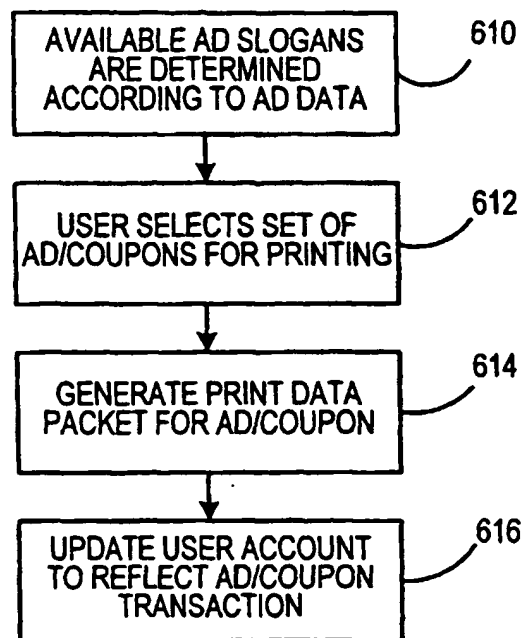 AVAILABLE AD SLOGANS
ARE DETERMINED
ACCORDING TO AD DATA
610
USER SELECTS SET OF
AD/COUPONS FOR PRINTING
612
GENERATE PRINT DATA
PACKET FOR AD/COUPON
614
UPDATE USER ACCOUNT
TO REFLECT AD/COUPON
TRANSACTION
616